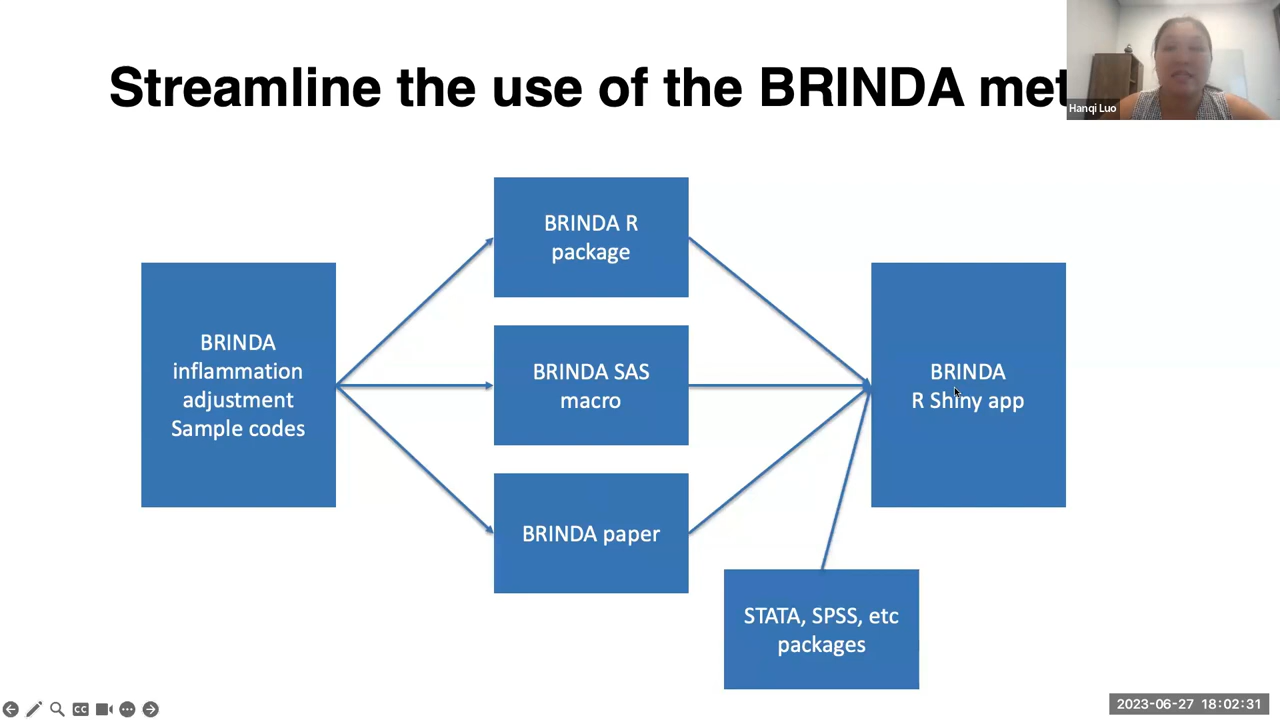 Streamline the use of the BRINDA met
Hanqi Luo
BRINDA
inflammation
adjustment
Sample codes
BRINDA R
package
BRINDA SAS
macro
BRINDA paper
BRINDA
R Shiny app
STATA, SPSS, etc
packages
CC
2023-06-27 18:02:31